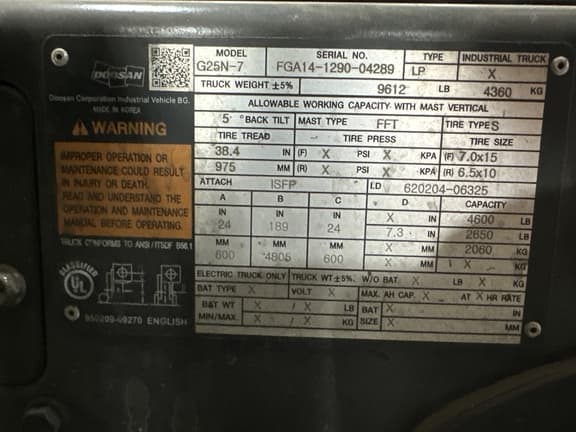 DOOSAN
Doosan Corporation Industrial Vehicle BG.
MADE IN KOREA
WARNING
IMPROPER OPERATION OR
MAINTENANCE COULD RESULT
IN INJURY OR DEATH.
READ AND UNDERSTAND THE
OPERATION AND MAINTENANCE
MANUAL BEFORE OPERATING.
TRUCK CONFORMS TO ANSI/ITSDF B56.1
CLASSIFIED
UL
950209-09270 ENGLISH
MODEL SERIAL NO. TYPE INDUSTRIAL TRUCK
G25N-7 FGA14-1290-04289 LP X
TRUCK WEIGHT ±5% 9612 LB 4360 KG
ALLOWABLE WORKING CAPACITY WITH MAST VERTICAL
5 ° BACK TILT MAST TYPE FFT TIRE TYPE S
TIRE TREAD TIRE PRESS TIRE SIZE
38.4 IN (F) X PSI X KPA (F) 7.0x15
975 MM (R) X PSI X KPA (R) 6.5x10
ATTACH ISFP I.D 620204-06325
A B C D CAPACITY
IN IN IN X IN 4600 LB
24 189 24 7.3 IN 2650 LB
MM MM MM X MM 2060 KG
600 4805 600 X MM X KG
ELECTRIC TRUCK ONLY TRUCK WT ±5% W/O BAT X LB X KG
BAT TYPE X VOLT X MAX. AH CAP. X AT X HR RATE
BAT WT X / X LB BAT X IN
MIN/MAX. X / X KG SIZE X MM